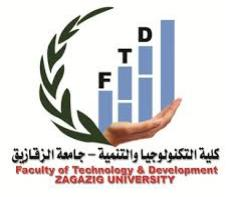 F T D
كلية التكنولوجيا والتنمية - جامعة الزقازيق
Faculty of Technology & Development
ZAGAZIG UNIVERSITY